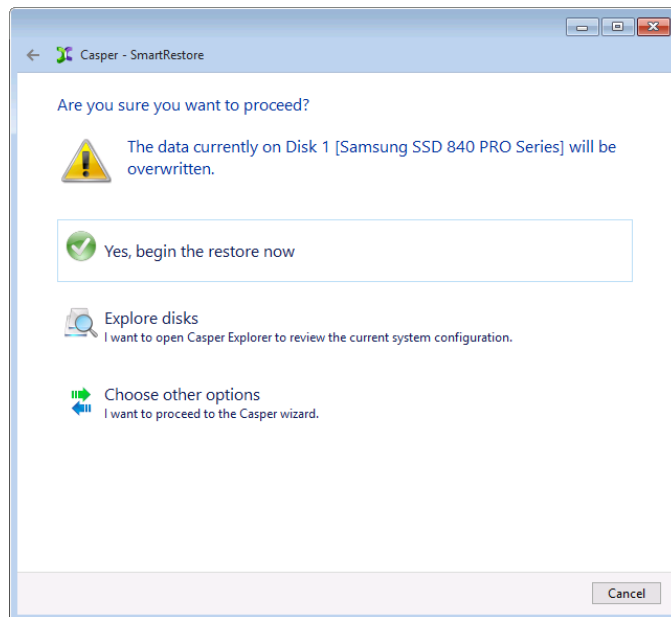 Casper - SmartRestore
Are you sure you want to proceed?
The data currently on Disk 1 [Samsung SSD 840 PRO Series] will be
overwritten.
Yes, begin the restore now
Explore disks
I want to open Casper Explorer to review the current system configuration.
Choose other options
I want to proceed to the Casper wizard.
Cancel